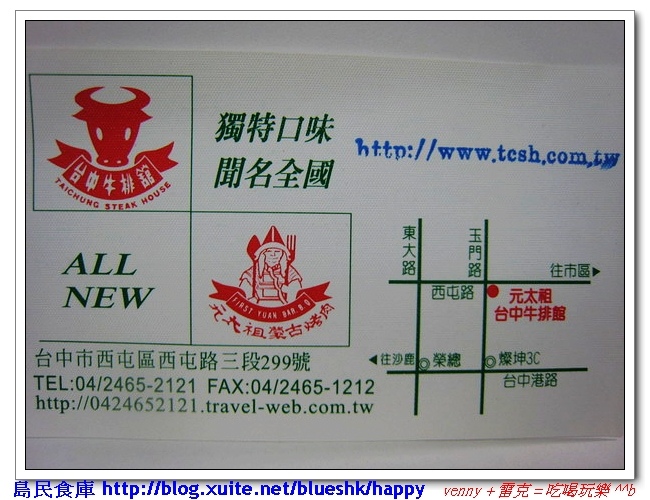 台中牛排館
TAICHUNG STEAK HOUSE
獨特口味
聞名全國
http://www.tcsh.com.tw
ALL
NEW
FIRST YUAN BAR.B.Q
元太祖蒙古烤肉
東大路
玉門路
往市區
西屯路
元太祖
台中牛排館
往沙鹿
榮總
燦坤3C
台中港路
台中市西屯區西屯路三段299號
TEL:04/2465-2121 FAX:04/2465-1212
http://0424652121.travel-web.com.tw
島民食庫 http://blog.xuite.net/blueshk/happy
venny + 雷克 = 吃喝玩樂 ^^b